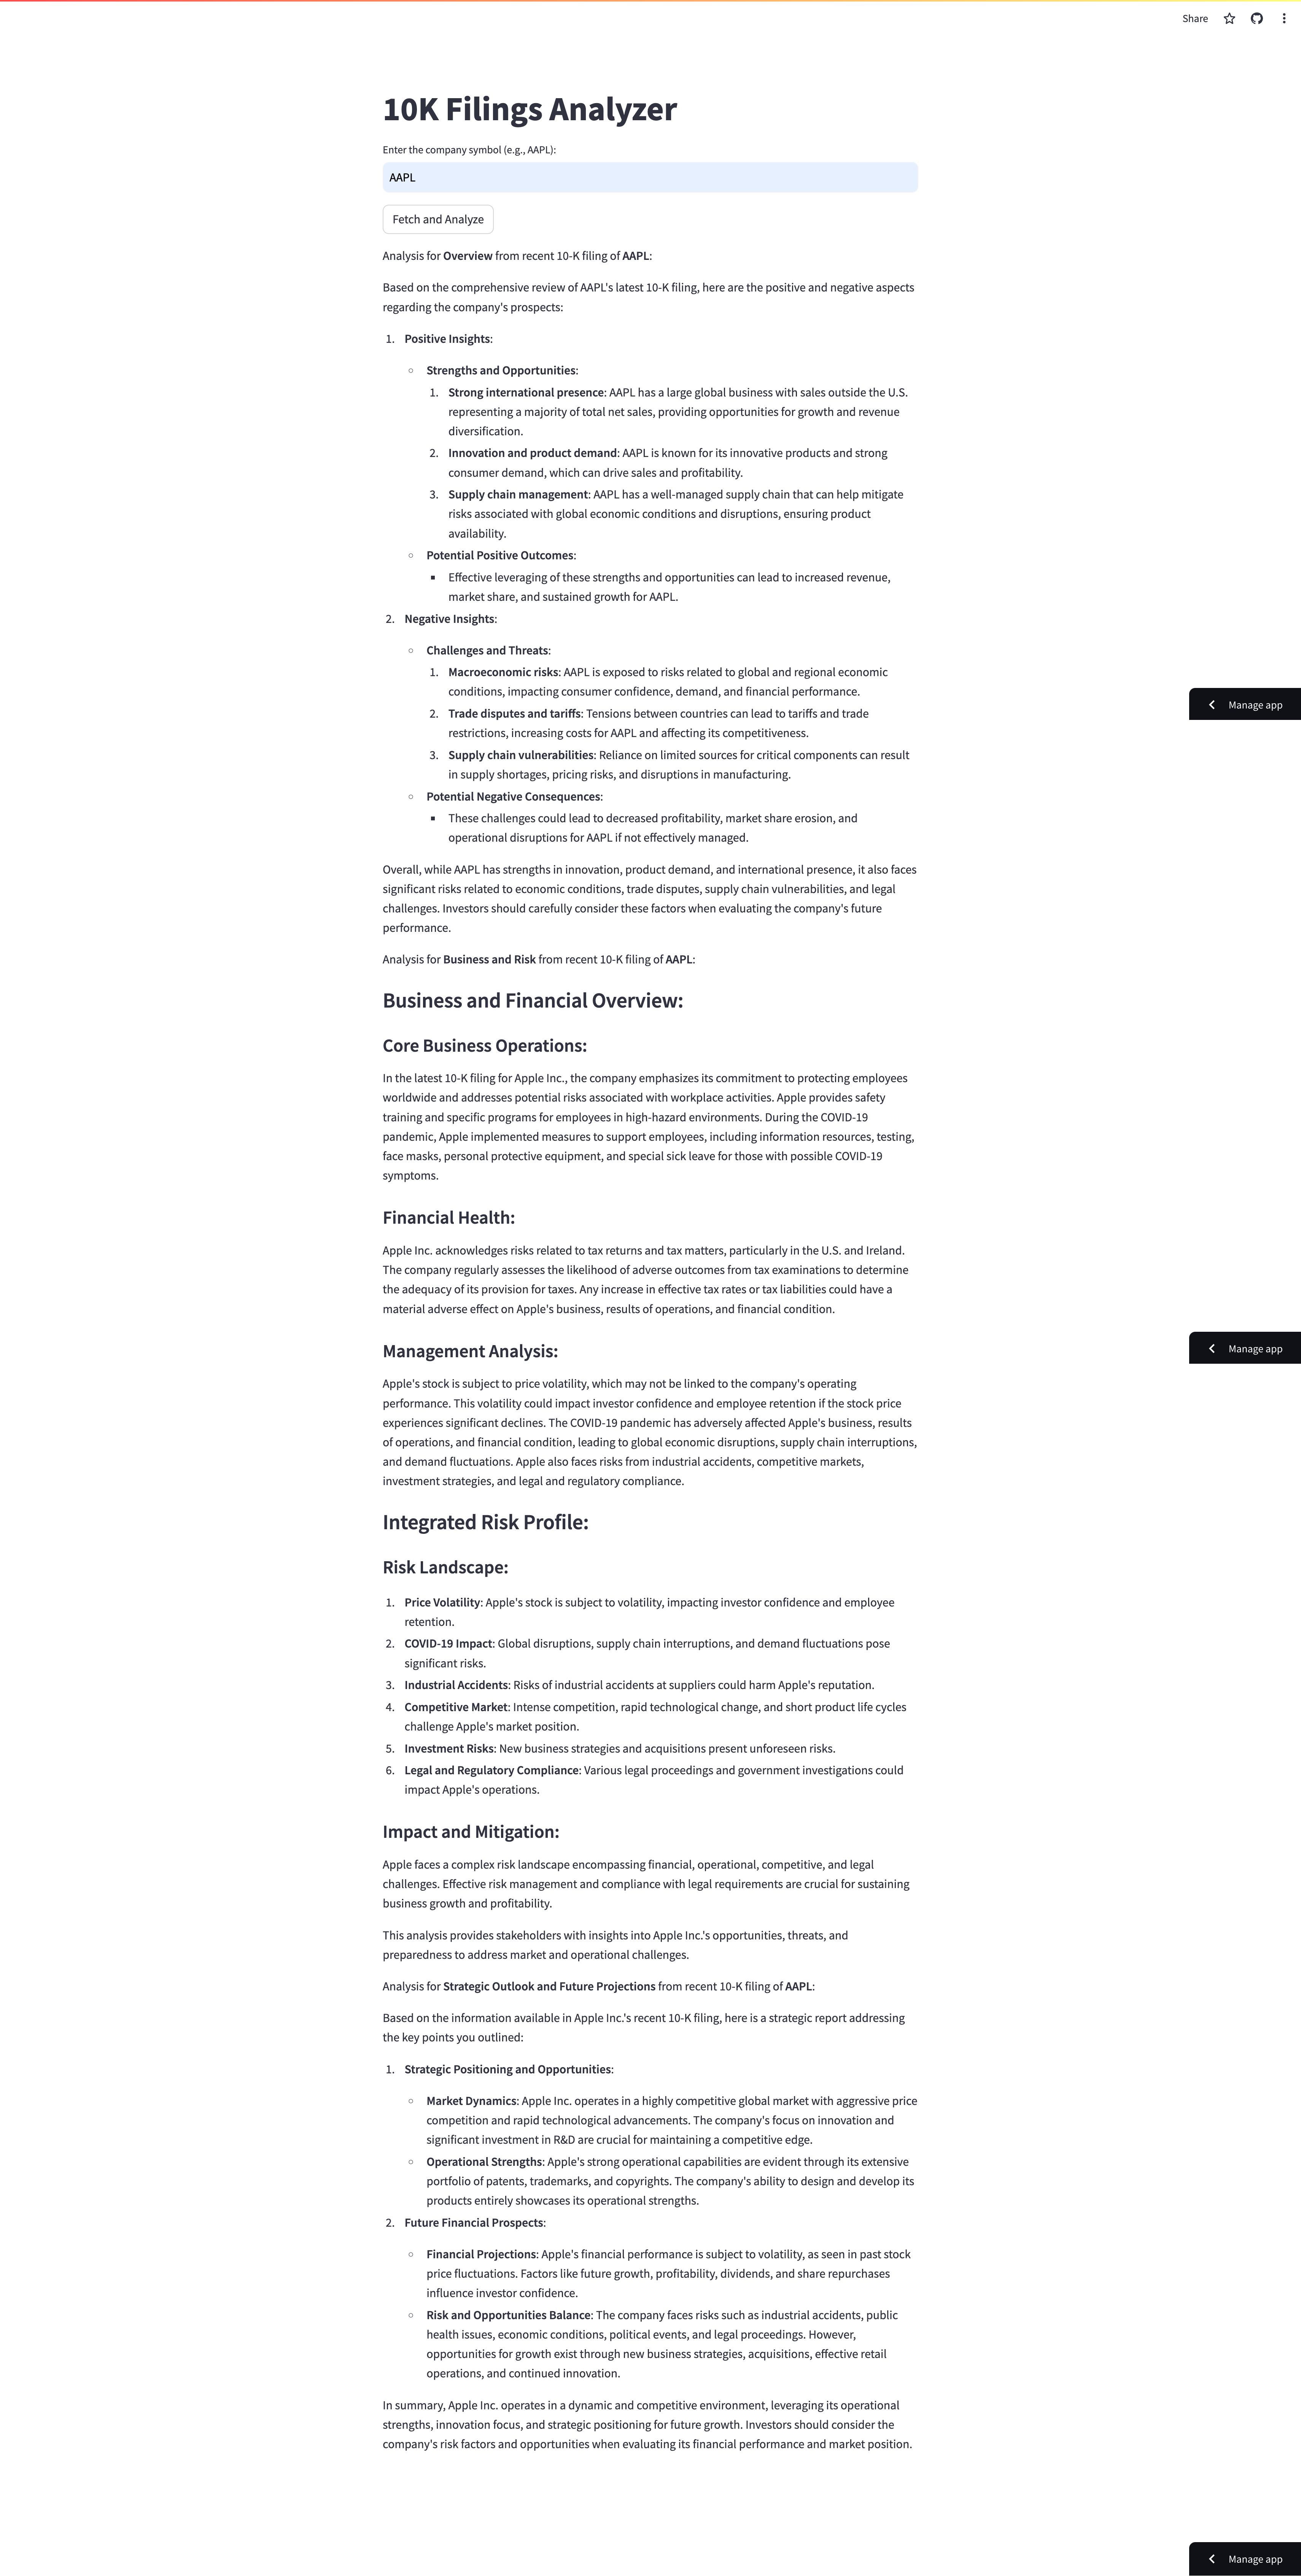 Share
10K Filings Analyzer
Enter the company symbol (e.g., AAPL):
AAPL
Fetch and Analyze
Analysis for Overview from recent 10-K filing of AAPL:
Based on the comprehensive review of AAPL's latest 10-K filing, here are the positive and negative aspects
regarding the company's prospects:
1. Positive Insights:
Strengths and Opportunities:
1. Strong international presence: AAPL has a large global business with sales outside the U.S.
representing a majority of total net sales, providing opportunities for growth and revenue
diversification.
2. Innovation and product demand: AAPL is known for its innovative products and strong
consumer demand, which can drive sales and profitability.
3. Supply chain management: AAPL has a well-managed supply chain that can help mitigate
risks associated with global economic conditions and disruptions, ensuring product
availability.
Potential Positive Outcomes:
Effective leveraging of these strengths and opportunities can lead to increased revenue,
market share, and sustained growth for AAPL.
2. Negative Insights:
Challenges and Threats:
1. Macroeconomic risks: AAPL is exposed to risks related to global and regional economic
conditions, impacting consumer confidence, demand, and financial performance.
Manage app
2. Trade disputes and tariffs: Tensions between countries can lead to tariffs and trade
restrictions, increasing costs for AAPL and affecting its competitiveness.
3. Supply chain vulnerabilities: Reliance on limited sources for critical components can result
in supply shortages, pricing risks, and disruptions in manufacturing.
Potential Negative Consequences:
These challenges could lead to decreased profitability, market share erosion, and
operational disruptions for AAPL if not effectively managed.
Overall, while AAPL has strengths in innovation, product demand, and international presence, it also faces
significant risks related to economic conditions, trade disputes, supply chain vulnerabilities, and legal
challenges. Investors should carefully consider these factors when evaluating the company's future
performance.
Analysis for Business and Risk from recent 10-K filing of AAPL:
Business and Financial Overview:
Core Business Operations:
In the latest 10-K filing for Apple Inc., the company emphasizes its commitment to protecting employees
worldwide and addresses potential risks associated with workplace activities. Apple provides safety
training and specific programs for employees in high-hazard environments. During the COVID-19
pandemic, Apple implemented measures to support employees, including information resources, testing,
face masks, personal protective equipment, and special sick leave for those with possible COVID-19
symptoms.
Financial Health:
Apple Inc. acknowledges risks related to tax returns and tax matters, particularly in the U.S. and Ireland.
The company regularly assesses the likelihood of adverse outcomes from tax examinations to determine
the adequacy of its provision for taxes. Any increase in effective tax rates or tax liabilities could have a
material adverse effect on Apple's business, results of operations, and financial condition.
Management Analysis:
Manage app
Apple's stock is subject to price volatility, which may not be linked to the company's operating
performance. This volatility could impact investor confidence and employee retention if the stock price
experiences significant declines. The COVID-19 pandemic has adversely affected Apple's business, results
of operations, and financial condition, leading to global economic disruptions, supply chain interruptions,
and demand fluctuations. Apple also faces risks from industrial accidents, competitive markets,
investment strategies, and legal and regulatory compliance.
Integrated Risk Profile:
Risk Landscape:
1. Price Volatility: Apple's stock is subject to volatility, impacting investor confidence and employee
retention.
2. COVID-19 Impact: Global disruptions, supply chain interruptions, and demand fluctuations pose
significant risks.
3. Industrial Accidents: Risks of industrial accidents at suppliers could harm Apple's reputation.
4. Competitive Market: Intense competition, rapid technological change, and short product life cycles
challenge Apple's market position.
5. Investment Risks: New business strategies and acquisitions present unforeseen risks.
6. Legal and Regulatory Compliance: Various legal proceedings and government investigations could
impact Apple's operations.
Impact and Mitigation:
Apple faces a complex risk landscape encompassing financial, operational, competitive, and legal
challenges. Effective risk management and compliance with legal requirements are crucial for sustaining
business growth and profitability.
This analysis provides stakeholders with insights into Apple Inc.'s opportunities, threats, and
preparedness to address market and operational challenges.
Analysis for Strategic Outlook and Future Projections from recent 10-K filing of AAPL:
Based on the information available in Apple Inc.'s recent 10-K filing, here is a strategic report addressing
the key points you outlined:
1. Strategic Positioning and Opportunities:
Market Dynamics: Apple Inc. operates in a highly competitive global market with aggressive price
competition and rapid technological advancements. The company's focus on innovation and
significant investment in R&D are crucial for maintaining a competitive edge.
Operational Strengths: Apple's strong operational capabilities are evident through its extensive
portfolio of patents, trademarks, and copyrights. The company's ability to design and develop its
products entirely showcases its operational strengths.
2. Future Financial Prospects:
Financial Projections: Apple's financial performance is subject to volatility, as seen in past stock
price fluctuations. Factors like future growth, profitability, dividends, and share repurchases
influence investor confidence.
Risk and Opportunities Balance: The company faces risks such as industrial accidents, public
health issues, economic conditions, political events, and legal proceedings. However,
opportunities for growth exist through new business strategies, acquisitions, effective retail
operations, and continued innovation.
In summary, Apple Inc. operates in a dynamic and competitive environment, leveraging its operational
strengths, innovation focus, and strategic positioning for future growth. Investors should consider the
company's risk factors and opportunities when evaluating its financial performance and market position.
Manage app